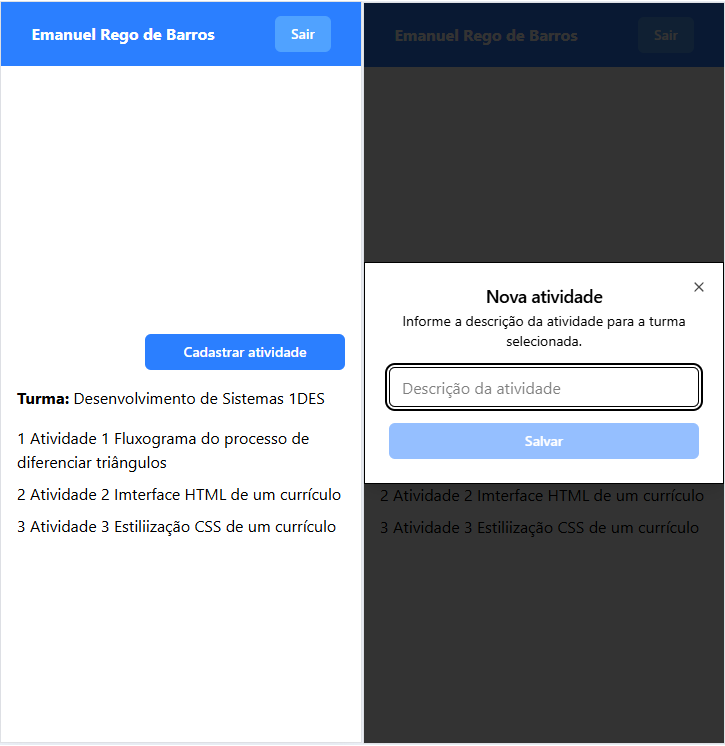 Emanuel Rego de Barros
Sair
Cadastrar atividade
Turma: Desenvolvimento de Sistemas 1DES
1 Atividade 1 Fluxograma do processo de
diferenciar triângulos
2 Atividade 2 Imterface HTML de um currículo
3 Atividade 3 Estiliização CSS de um currículo
Emanuel Rego de Barros
Sair
Nova atividade
Informe a descrição da atividade para a turma
selecionada.
Descrição da atividade
Salvar
2 Atividade 2 Imterface HTML de um currículo
3 Atividade 3 Estiliização CSS de um currículo